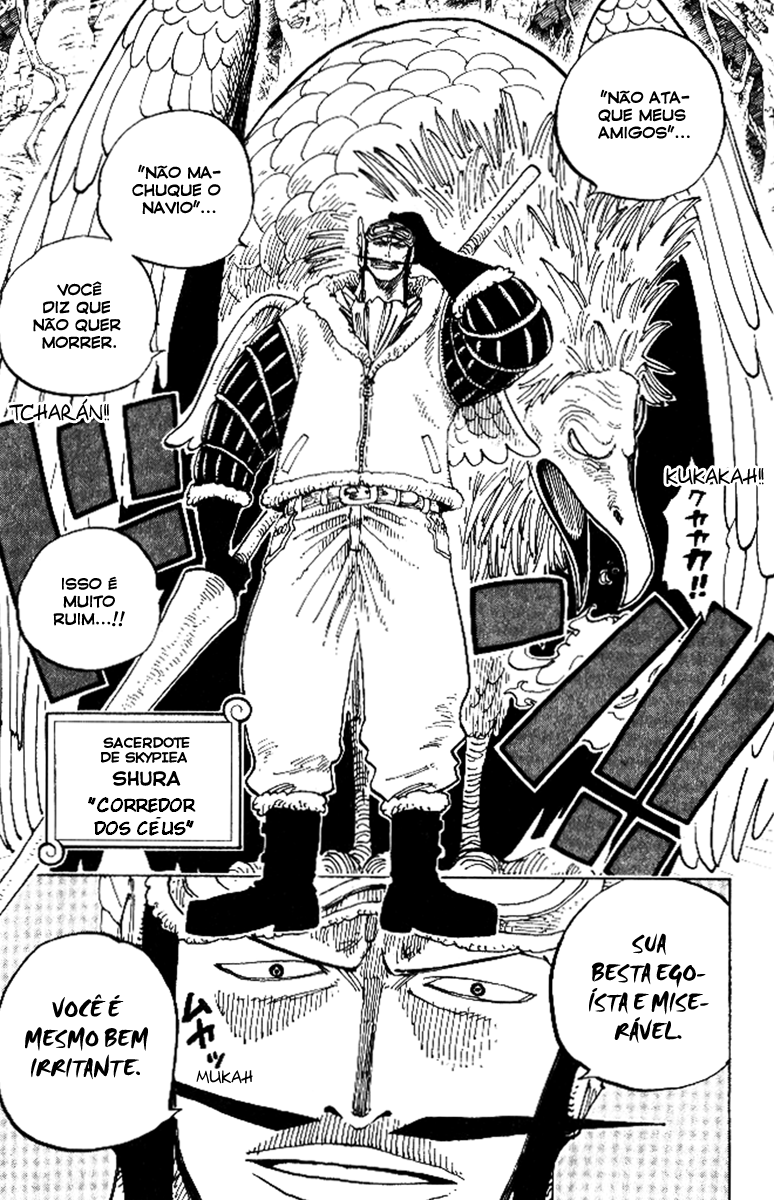 "NÃO ATA-
QUE MEUS
AMIGOS"...
"NÃO MA-
CHUQUE O
NAVIO"...
VOCÊ
DIZ QUE
NÃO QUER
MORRER.
TCHARÁN!!
KUKAKAH!!
クカカカ!!
ISSO É
MUITO
RUIM...!!
SACERDOTE
DE SKYPIEA
SHURA
"CORREDOR
DOS CÉUS"
SUA
BESTA EGO-
ÍSTA E MISE-
RÁVEL.
VOCÊ É
MESMO BEM
IRRITANTE.
ムカッ
MUKAH